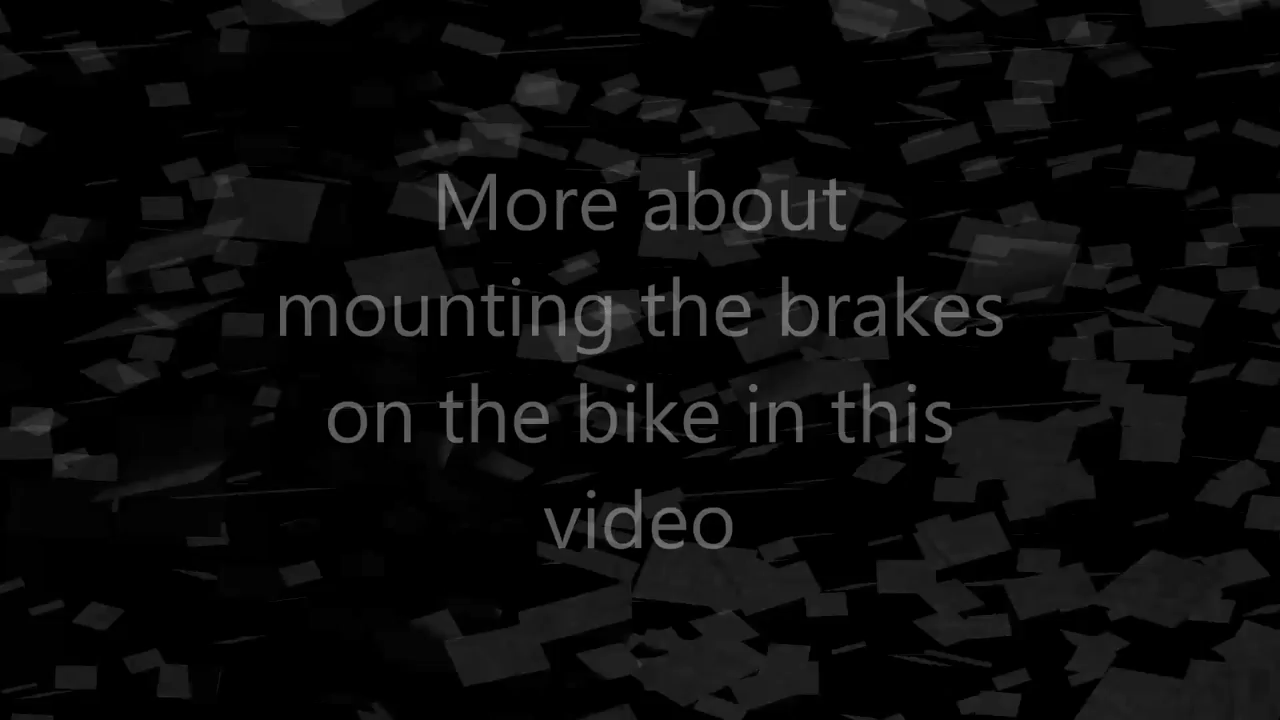 More about
mounting the brakes
on the bike in this
video